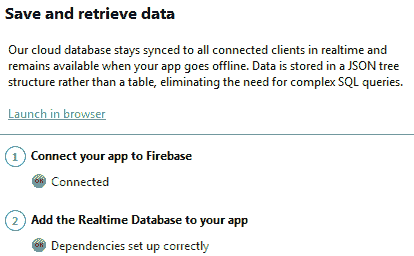 Save and retrieve data
Our cloud database stays synced to all connected clients in realtime and
remains available when your app goes offline. Data is stored in a JSON tree
structure rather than a table, eliminating the need for complex SQL queries.
Launch in browser
1 Connect your app to Firebase
OK Connected
2 Add the Realtime Database to your app
OK Dependencies set up correctly